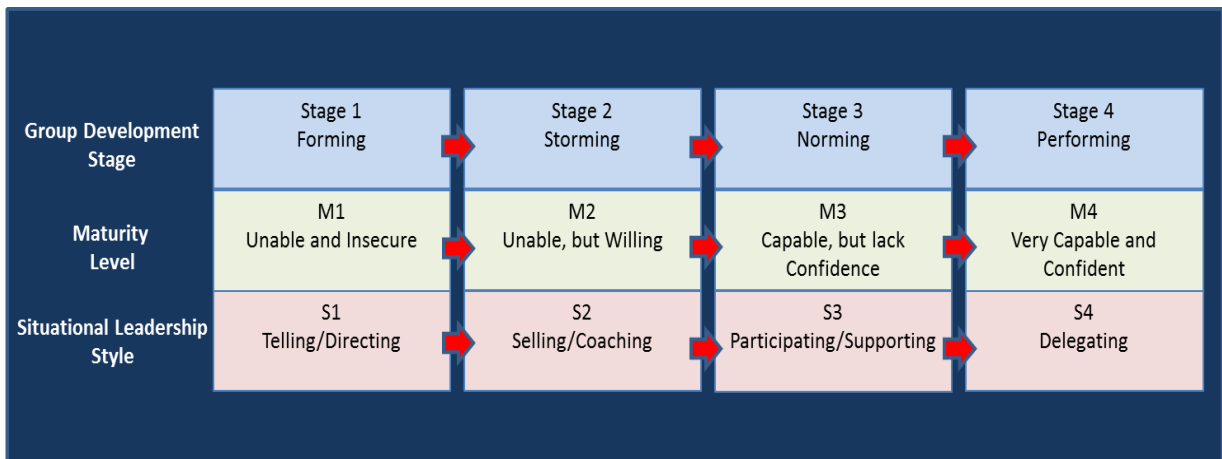 Group Development
Stage
Stage 1
Forming
Stage 2
Storming
Stage 3
Norming
Stage 4
Performing
Maturity
Level
M1
Unable and Insecure
M2
Unable, but Willing
M3
Capable, but lack
Confidence
M4
Very Capable and
Confident
Situational Leadership
Style
S1
Telling/Directing
S2
Selling/Coaching
S3
Participating/Supporting
S4
Delegating